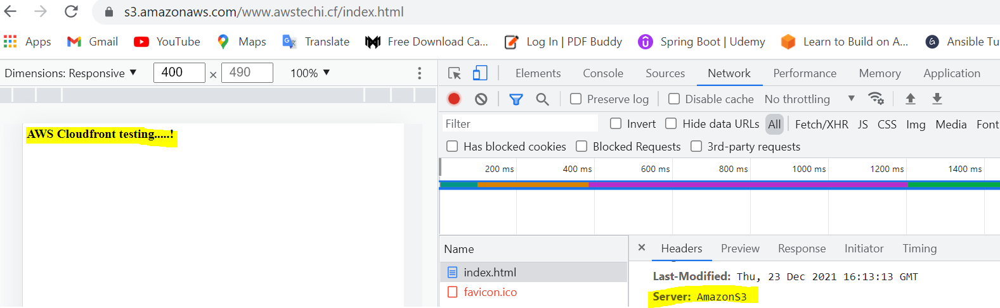 s3.amazonaws.com/www.awstechi.cf/index.html
Apps Gmail YouTube Maps Translate Free Download Ca... Log In | PDF Buddy Spring Boot | Udemy Learn to Build on A... Ansible Tu
Dimensions: Responsive ▼ 400 × 490 100% ▼
Elements Console Sources Network Performance Memory Application
Preserve log Disable cache No throttling ▼
Filter Invert Hide data URLs All Fetch/XHR JS CSS Img Media Font
Has blocked cookies Blocked Requests 3rd-party requests
200 ms 400 ms 600 ms 800 ms 1000 ms 1200 ms 1400 ms
AWS Cloudfront testing.....!
Name
index.html
favicon.ico
× Headers Preview Response Initiator Timing
Last-Modified: Thu, 23 Dec 2021 16:13:13 GMT
Server: AmazonS3